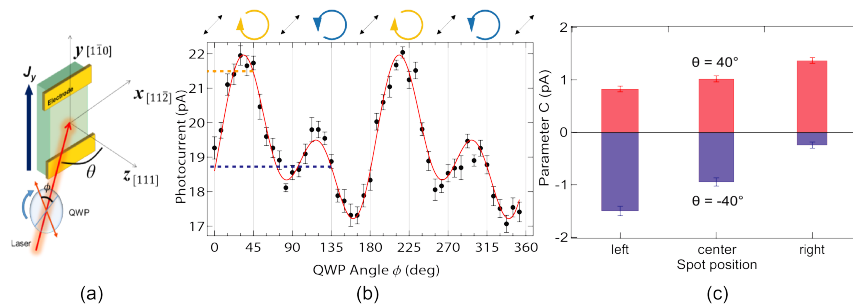 y [11̄0]
J_y
Electrode
x [112̄]
θ
z [111]
ϕ
QWP
Laser
(a)
22
21
20
19
18
17
Photocurrent (pA)
0 45 90 135 180 225 270 315 360
QWP Angle ϕ (deg)
(b)
2
1
0
-1
-2
Parameter C (pA)
θ = 40°
θ = -40°
left center right
Spot position
(c)